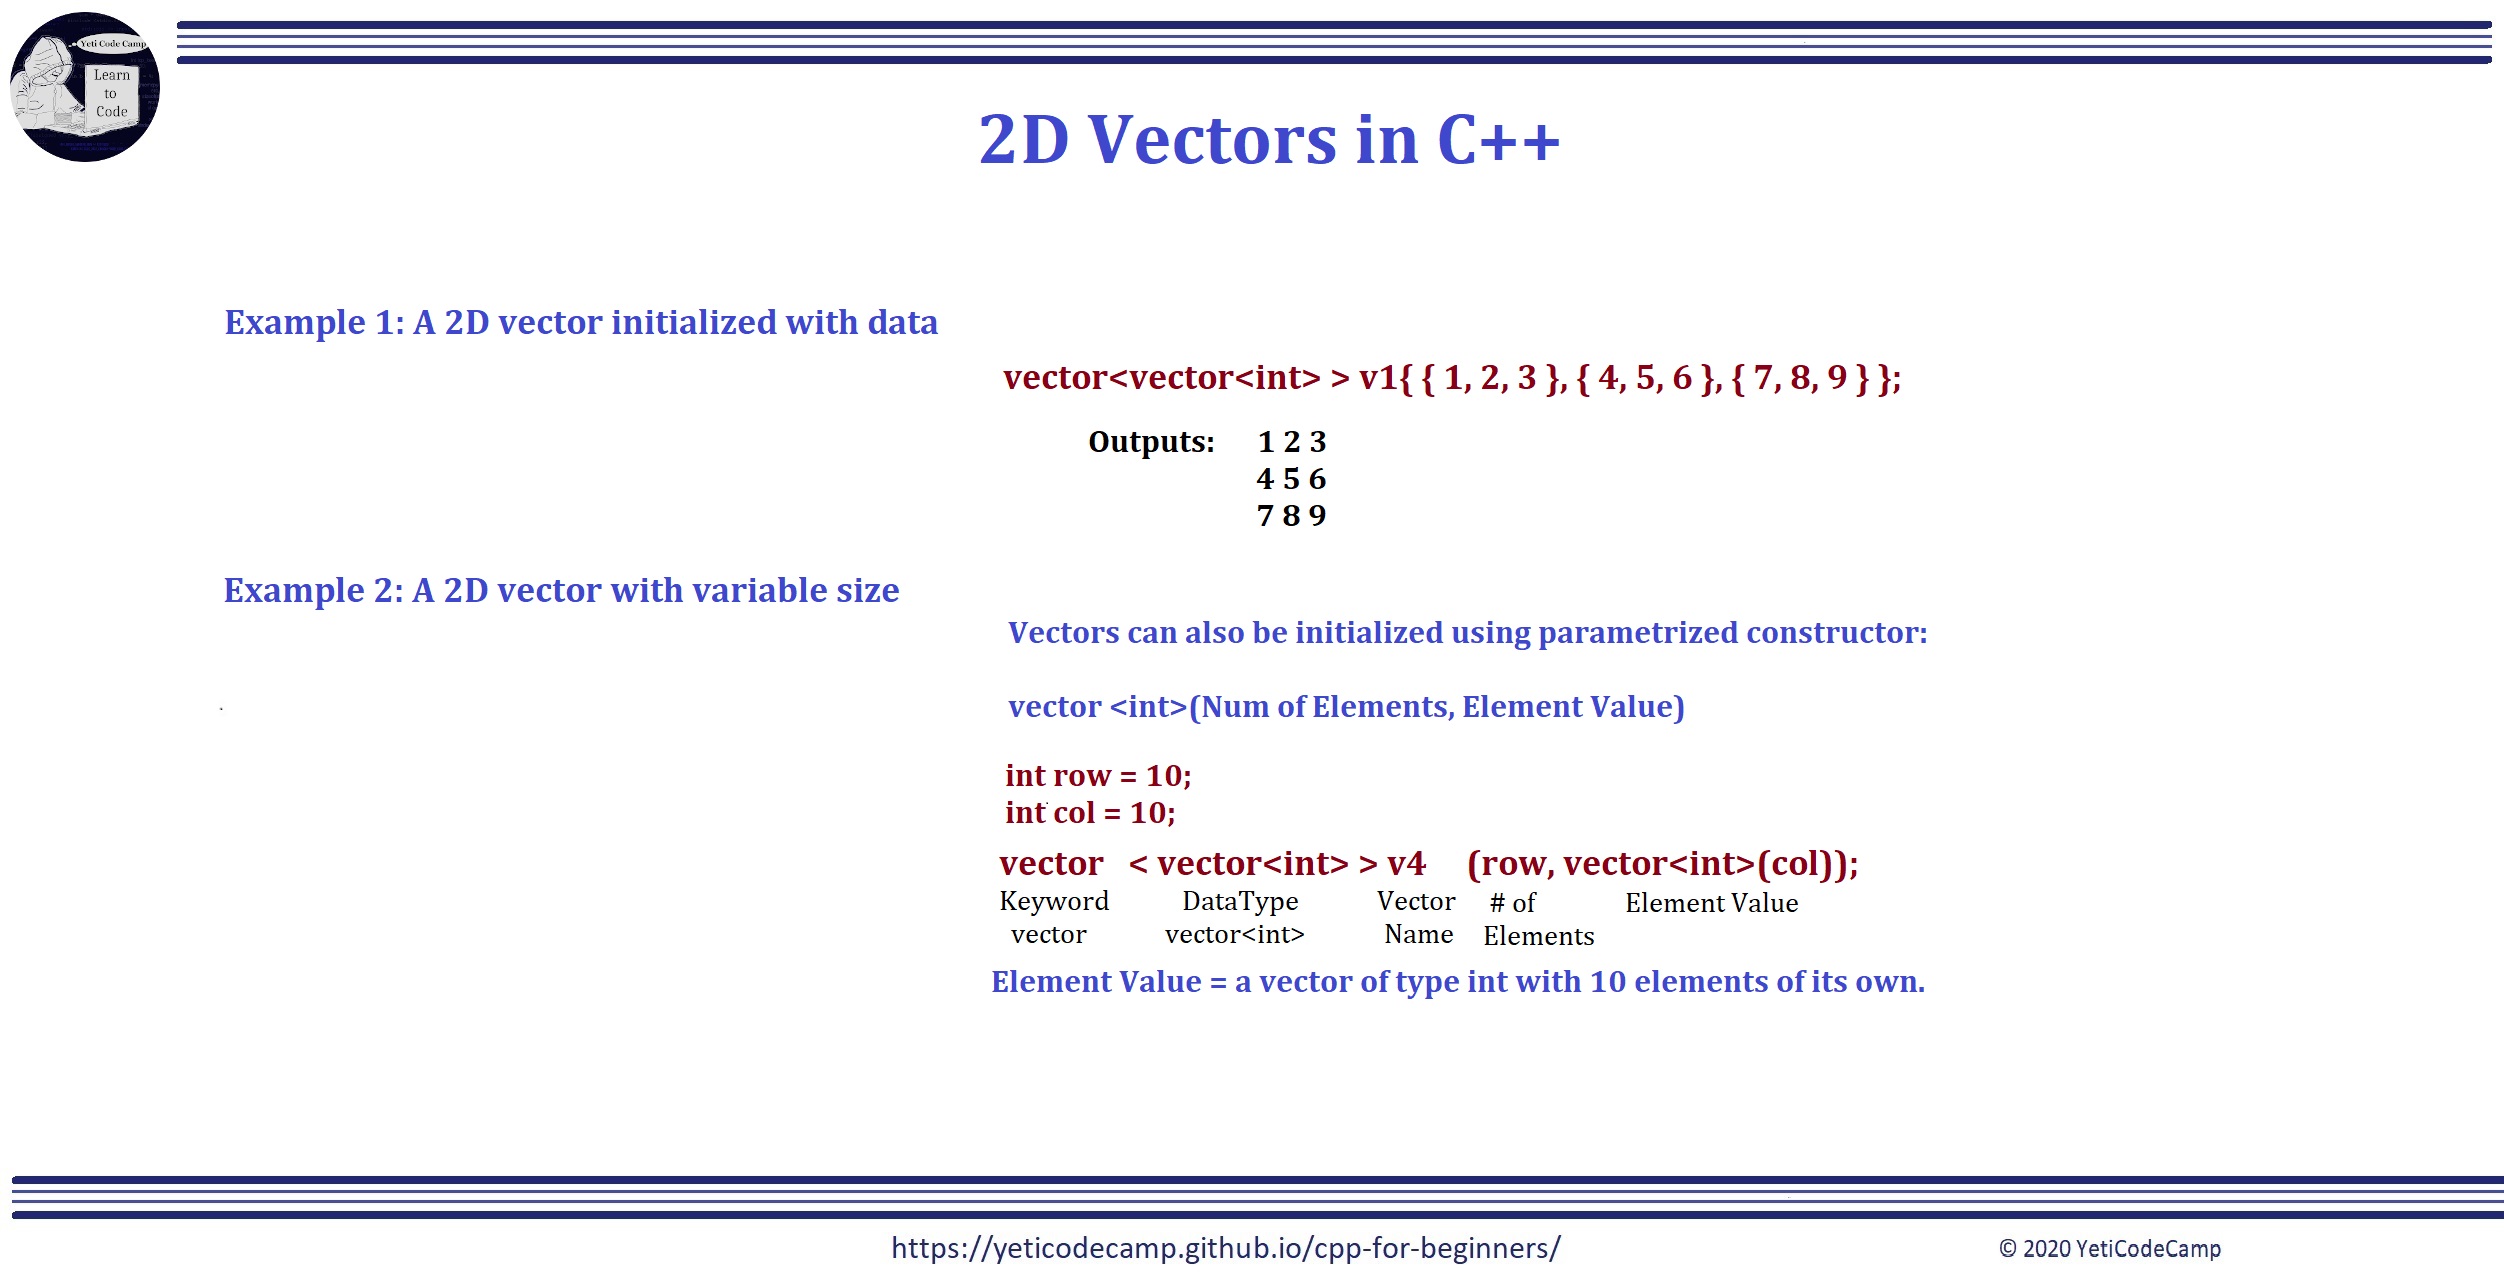 Yeti Code Camp
Learn
to
Code
2D Vectors in C++
Example 1: A 2D vector initialized with data
vector<vector<int> > v1{ { 1, 2, 3 }, { 4, 5, 6 }, { 7, 8, 9 } };
Outputs: 1 2 3
4 5 6
7 8 9
Example 2: A 2D vector with variable size
Vectors can also be initialized using parametrized constructor:
vector <int>(Num of Elements, Element Value)
int row = 10;
int col = 10;
vector < vector<int> > v4 (row, vector<int>(col));
Keyword DataType Vector # of Element Value
vector vector<int> Name Elements
Element Value = a vector of type int with 10 elements of its own.
https://yeticodecamp.github.io/cpp-for-beginners/
© 2020 YetiCodeCamp